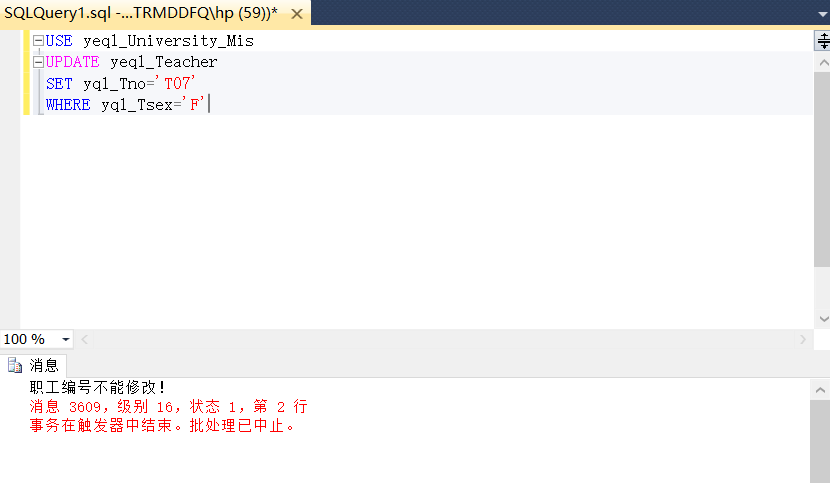 SQLQuery1.sql -...TRMDDFQ\hp (59))*
USE yeql_University_Mis
UPDATE yeql_Teacher
SET yql_Tno='T07'
WHERE yql_Tsex='F'
100 %
消息
职工编号不能修改！
消息 3609，级别 16，状态 1，第 2 行
事务在触发器中结束。批处理已中止。